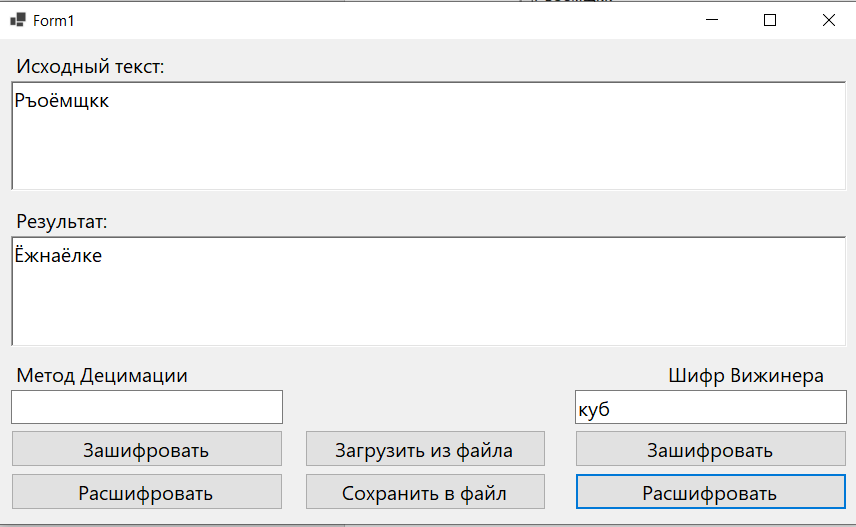 Form1
Исходный текст:
Ръоёмщкк
Результат:
Ёжнаёлке
Метод Децимации
Шифр Вижинера
куб
Зашифровать
Загрузить из файла
Зашифровать
Расшифровать
Сохранить в файл
Расшифровать